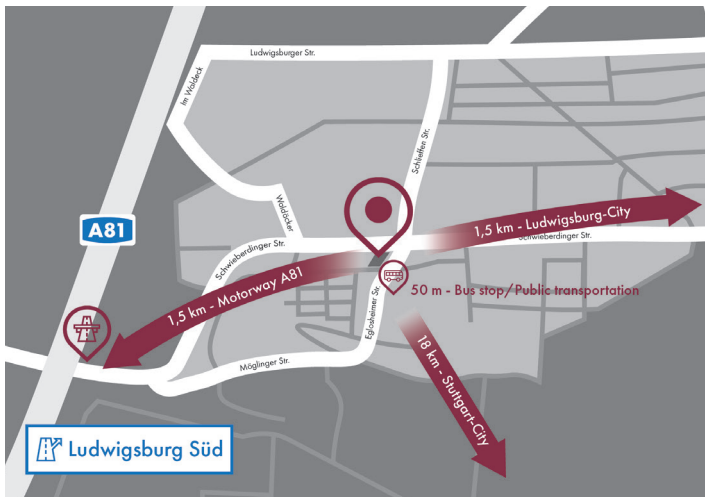 Ludwigsburger Str.
Im Waldeck
Schlieffen Str.
Waldäcker
1,5 km - Ludwigsburg-City
A81
Schwieberdinger Str.
Schwieberdinger Str.
1,5 km - Motorway A81
50 m - Bus stop/Public transportation
Eglosheimer Str.
18 km - Stuttgart-City
Möglinger Str.
Ludwigsburg Süd